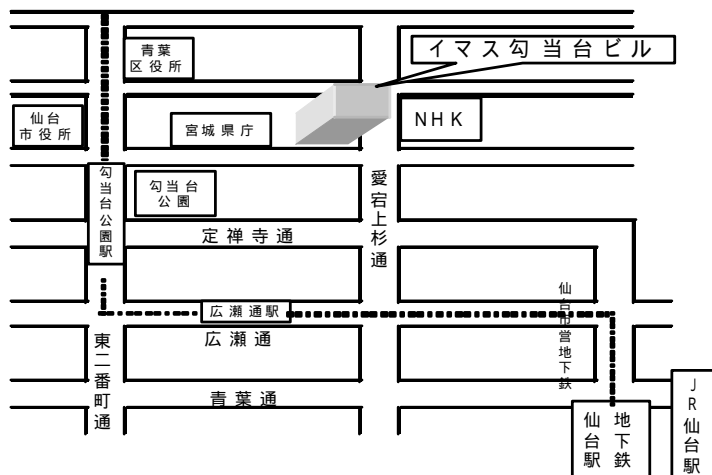 青葉
区役所
イマス勾当台ビル
仙台
市役所
宮城県庁
NHK
勾当台公園駅
勾当台
公園
愛宕上杉通
定禅寺通
仙台市営地下鉄
広瀬通駅
広瀬通
東二番町通
青葉通
地下鉄
仙台駅
JR仙台駅